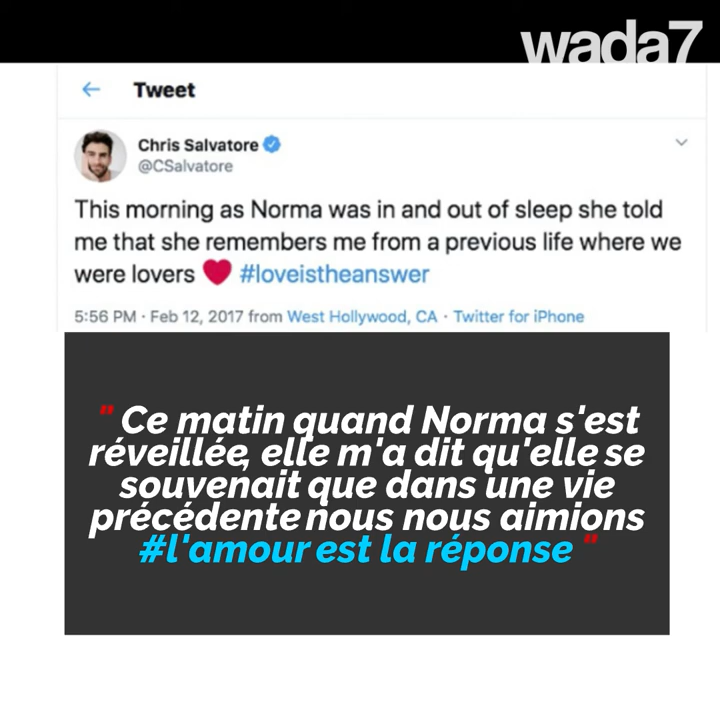 wada7
Tweet
Chris Salvatore
@CSalvatore
This morning as Norma was in and out of sleep she told
me that she remembers me from a previous life where we
were lovers ❤️ #loveistheanswer
5:56 PM · Feb 12, 2017 from West Hollywood, CA · Twitter for iPhone
" Ce matin quand Norma s'est
réveillée, elle m'a dit qu'elle se
souvenait que dans une vie
précédente nous nous aimions
#l'amour est la réponse "